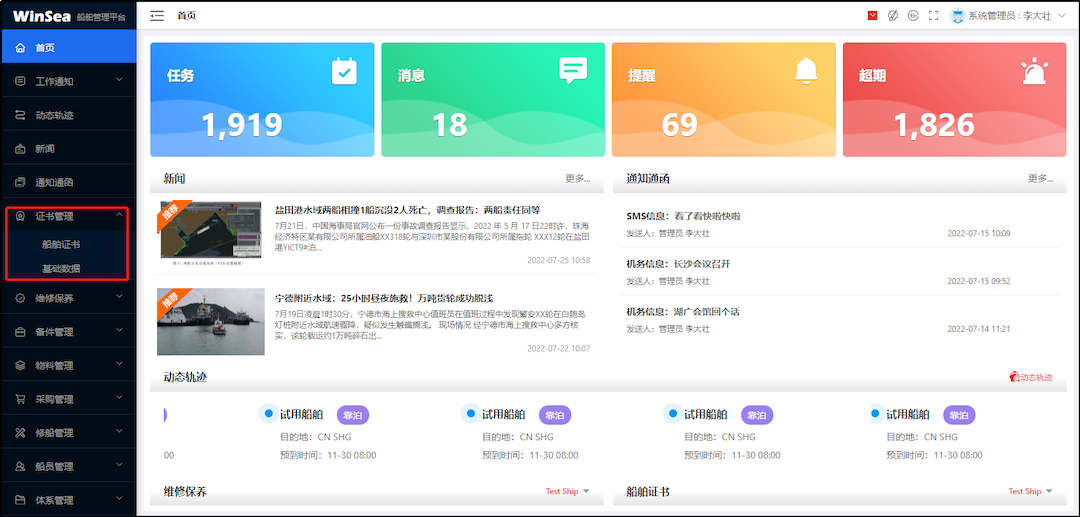 WinSea 船舶管理平台
首页
系统管理员：李大壮
首页
工作通知
动态轨迹
新闻
通知通函
证书管理
船舶证书
基础数据
维修保养
备件管理
物料管理
采购管理
修船管理
船员管理
体系管理
任务
1,919
消息
18
提醒
69
超期
1,826
新闻
更多...
推荐
盐田港水域两船相撞1船沉没2人死亡，调查报告：两船责任同等
7月21日，中国海事局官网公布一份事故调查报告显示，2022 年 5 月 17 日22时许，珠海
经济特区某有限公司所属油船XX318轮与深圳市某股份有限公司所属拖轮 XXX12轮在盐田
港YICT9#泊...
2022-07-25 10:58
推荐
宁德附近水域：25小时昼夜施救！万吨货轮成功脱浅
7月19日凌晨1时30分，宁德市海上搜救中心值班员在值班过程中发现繁安XX轮在白匏岛
灯桩附近水域航速骤降，疑似发生触礁搁浅。 现场情况 经宁德市海上搜救中心多方核
实，该轮载运约1万吨碎石出...
2022-07-22 10:07
通知通函
更多...
SMS信息：看了看快啦快啦
发送人：管理员 李大壮
2022-07-15 10:09
机务信息：长沙会议召开
发送人：管理员 李大壮
2022-07-15 09:52
机务信息：湖广会馆回个话
发送人：管理员 李大壮
2022-07-14 11:21
动态轨迹
动态轨迹
试用船舶 靠泊
试用船舶 靠泊
试用船舶 靠泊
试用船舶 靠泊
目的地：CN SHG
目的地：CN SHG
目的地：CN SHG
目的地：CN SHG
00
预到时间：11-30 08:00
预到时间：11-30 08:00
预到时间：11-30 08:00
预到时间：11-30 08:00
维修保养
Test Ship
船舶证书
Test Ship